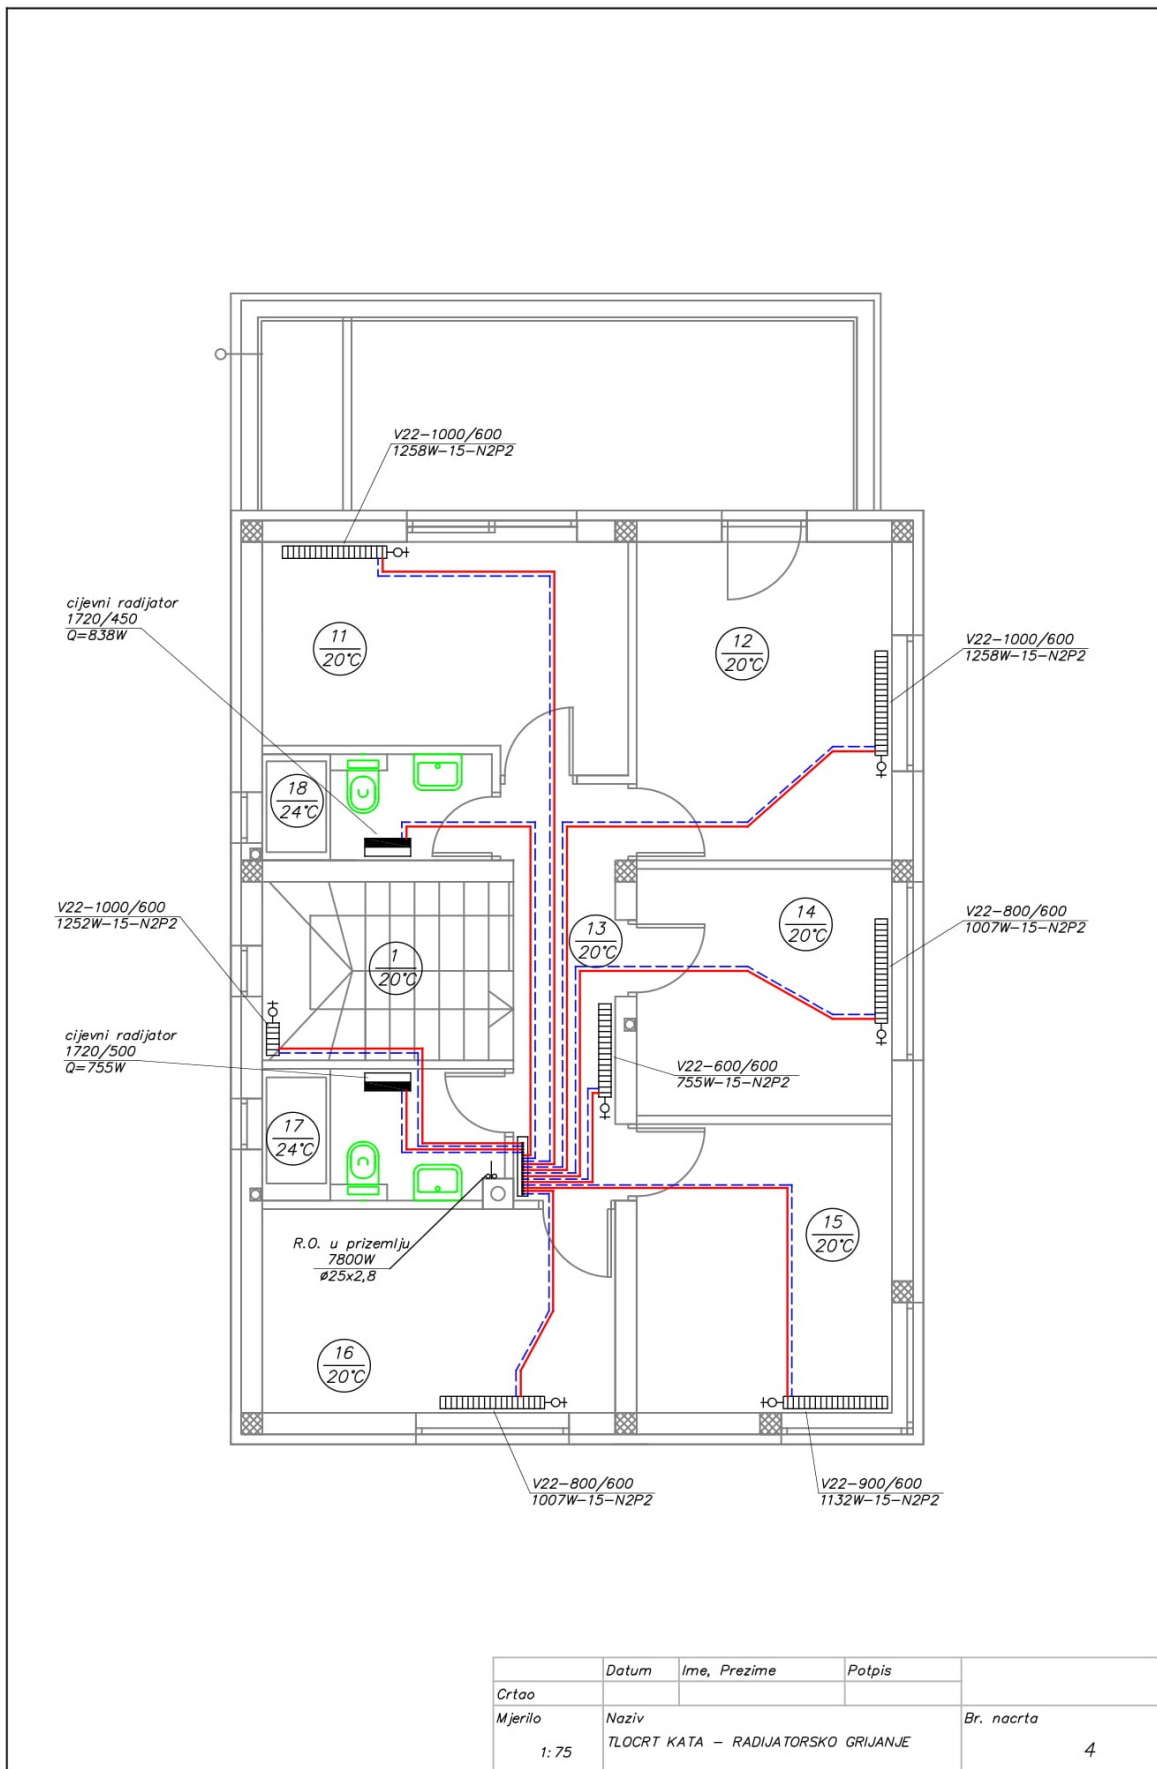 V22-1000/600
1258W-15-N2P2
cijevni radijator
1720/450
Q=838W
11
20°C
12
20°C
V22-1000/600
1258W-15-N2P2
18
24°C
V22-1000/600
1252W-15-N2P2
1
20°C
13
20°C
14
20°C
V22-800/600
1007W-15-N2P2
cijevni radijator
1720/500
Q=755W
V22-600/600
755W-15-N2P2
17
24°C
R.O. u prizemlju
7800W
ø25x2,8
15
20°C
16
20°C
V22-800/600
1007W-15-N2P2
V22-900/600
1132W-15-N2P2
Datum Ime, Prezime Potpis
Crtao
Mjerilo Naziv Br. nacrta
1:75 TLOCRT KATA - RADIJATORSKO GRIJANJE 4